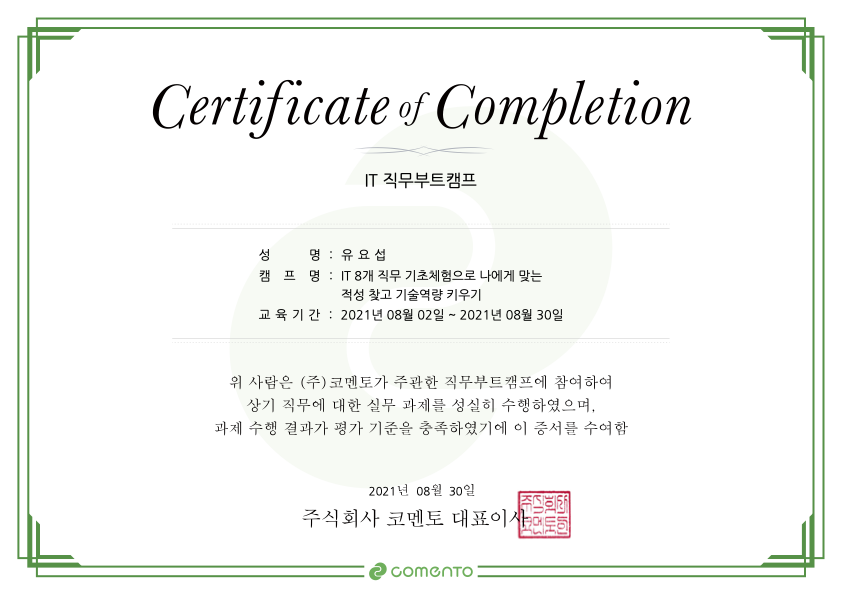 Certificate of Completion
IT 직무부트캠프
성 명 : 유 요 섭
캠 프 명 : IT 8개 직무 기초체험으로 나에게 맞는
적성 찾고 기술역량 키우기
교 육 기 간 : 2021년 08월 02일 ~ 2021년 08월 30일
위 사람은 (주)코멘토가 주관한 직무부트캠프에 참여하여
상기 직무에 대한 실무 과제를 성실히 수행하였으며,
과제 수행 결과가 평가 기준을 충족하였기에 이 증서를 수여함
2021년 08월 30일
주식회사 코멘토 대표이사
comento